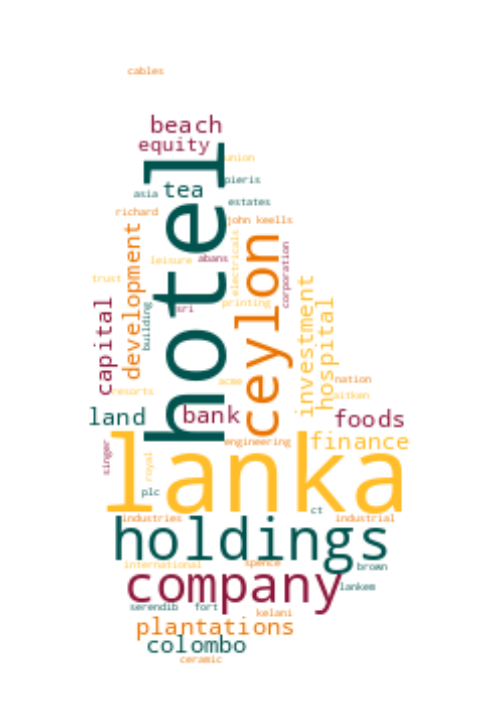 cables
beach
equity
union
pieris
asia
tea
estates
richard
john keells
hotel
ceylon
development
leisure
abans
electricals
corporation
trust
printing
investment
hospital
capital
building
sri
acme
nation
resorts
aitken
land
bank
foods
engineering
finance
lanka
singer
royal
plc
ct
industries
industrial
holdings
international
spence
brown
company
lankem
serendib
fort
kelani
plantations
colombo
ceramic